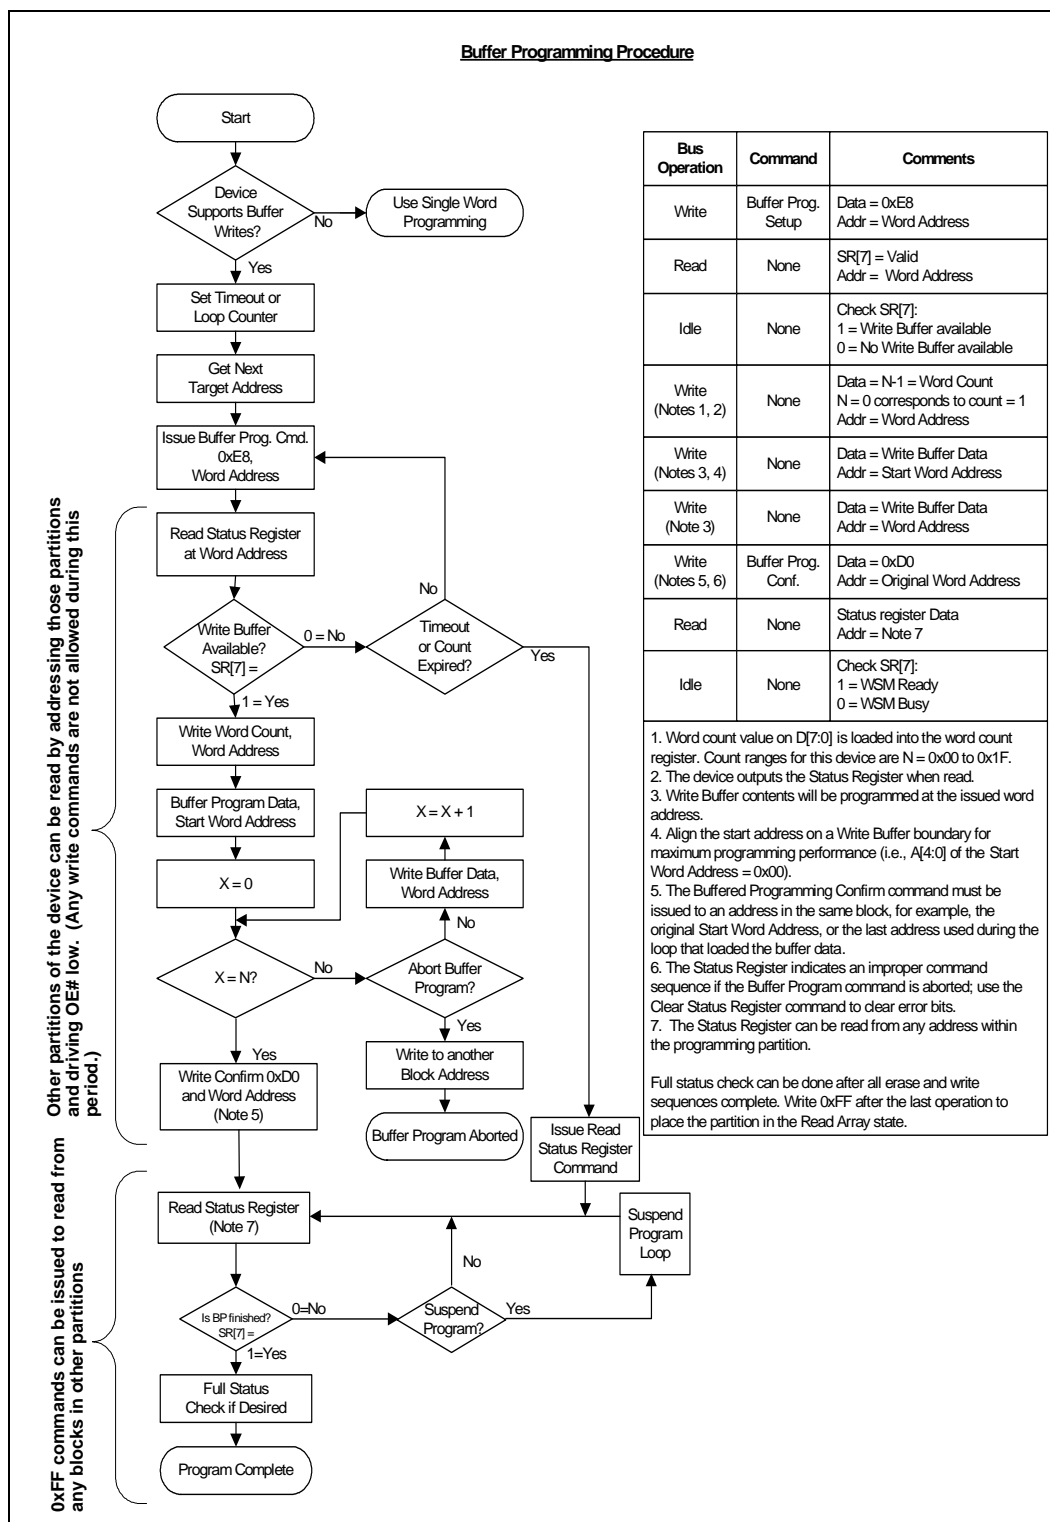 Buffer Programming Procedure
Start
Device
Supports Buffer
Writes?
No
Use Single Word
Programming
Yes
Set Timeout or
Loop Counter
Get Next
Target Address
Issue Buffer Prog. Cmd.
0xE8,
Word Address
Read Status Register
at Word Address
No
Write Buffer
Available?
SR[7] =
0 = No
Timeout
or Count
Expired?
Yes
1 = Yes
Write Word Count,
Word Address
Buffer Program Data,
Start Word Address
X = X + 1
X = 0
Write Buffer Data,
Word Address
No
X = N?
No
Abort Buffer
Program?
Yes
Yes
Write Confirm 0xD0
and Word Address
(Note 5)
Write to another
Block Address
Buffer Program Aborted
Issue Read
Status Register
Command
Read Status Register
(Note 7)
Suspend
Program
Loop
No
Is BP finished?
SR[7] =
0=No
Suspend
Program?
Yes
1=Yes
Full Status
Check if Desired
Program Complete
Other partitions of the device can be read by addressing those partitions
and driving OE# low. (Any write commands are not allowed during this
period.)
0xFF commands can be issued to read from
any blocks in other partitions
Bus
Operation
Command
Comments
Write
Buffer Prog.
Setup
Data = 0xE8
Addr = Word Address
Read
None
SR[7] = Valid
Addr = Word Address
Idle
None
Check SR[7]:
1 = Write Buffer available
0 = No Write Buffer available
Write
(Notes 1, 2)
None
Data = N-1 = Word Count
N = 0 corresponds to count = 1
Addr = Word Address
Write
(Notes 3, 4)
None
Data = Write Buffer Data
Addr = Start Word Address
Write
(Note 3)
None
Data = Write Buffer Data
Addr = Word Address
Write
(Notes 5, 6)
Buffer Prog.
Conf.
Data = 0xD0
Addr = Original Word Address
Read
None
Status register Data
Addr = Note 7
Idle
None
Check SR[7]:
1 = WSM Ready
0 = WSM Busy
1. Word count value on D[7:0] is loaded into the word count
register. Count ranges for this device are N = 0x00 to 0x1F.
2. The device outputs the Status Register when read.
3. Write Buffer contents will be programmed at the issued word
address.
4. Align the start address on a Write Buffer boundary for
maximum programming performance (i.e., A[4:0] of the Start
Word Address = 0x00).
5. The Buffered Programming Confirm command must be
issued to an address in the same block, for example, the
original Start Word Address, or the last address used during the
loop that loaded the buffer data.
6. The Status Register indicates an improper command
sequence if the Buffer Program command is aborted; use the
Clear Status Register command to clear error bits.
7. The Status Register can be read from any address within
the programming partition.
Full status check can be done after all erase and write
sequences complete. Write 0xFF after the last operation to
place the partition in the Read Array state.